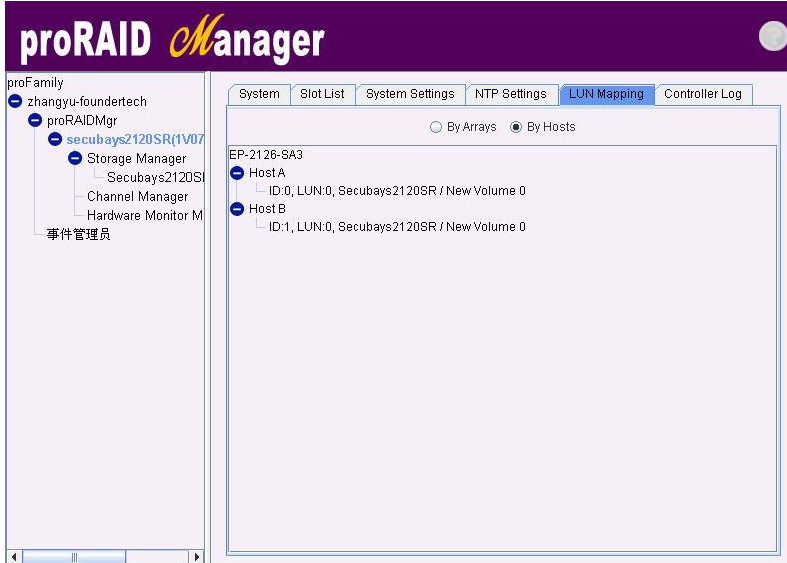 proRAID Manager
proFamily
zhangyu-foundertech
proRAIDMgr
secubays2120SR(1V07
Storage Manager
Secubays2120S
Channel Manager
Hardware Monitor M
事件管理员
System
Slot List
System Settings
NTP Settings
LUN Mapping
Controller Log
By Arrays
By Hosts
EP-2126-SA3
Host A
ID:0, LUN:0, Secubays2120SR / New Volume 0
Host B
ID:1, LUN:0, Secubays2120SR / New Volume 0